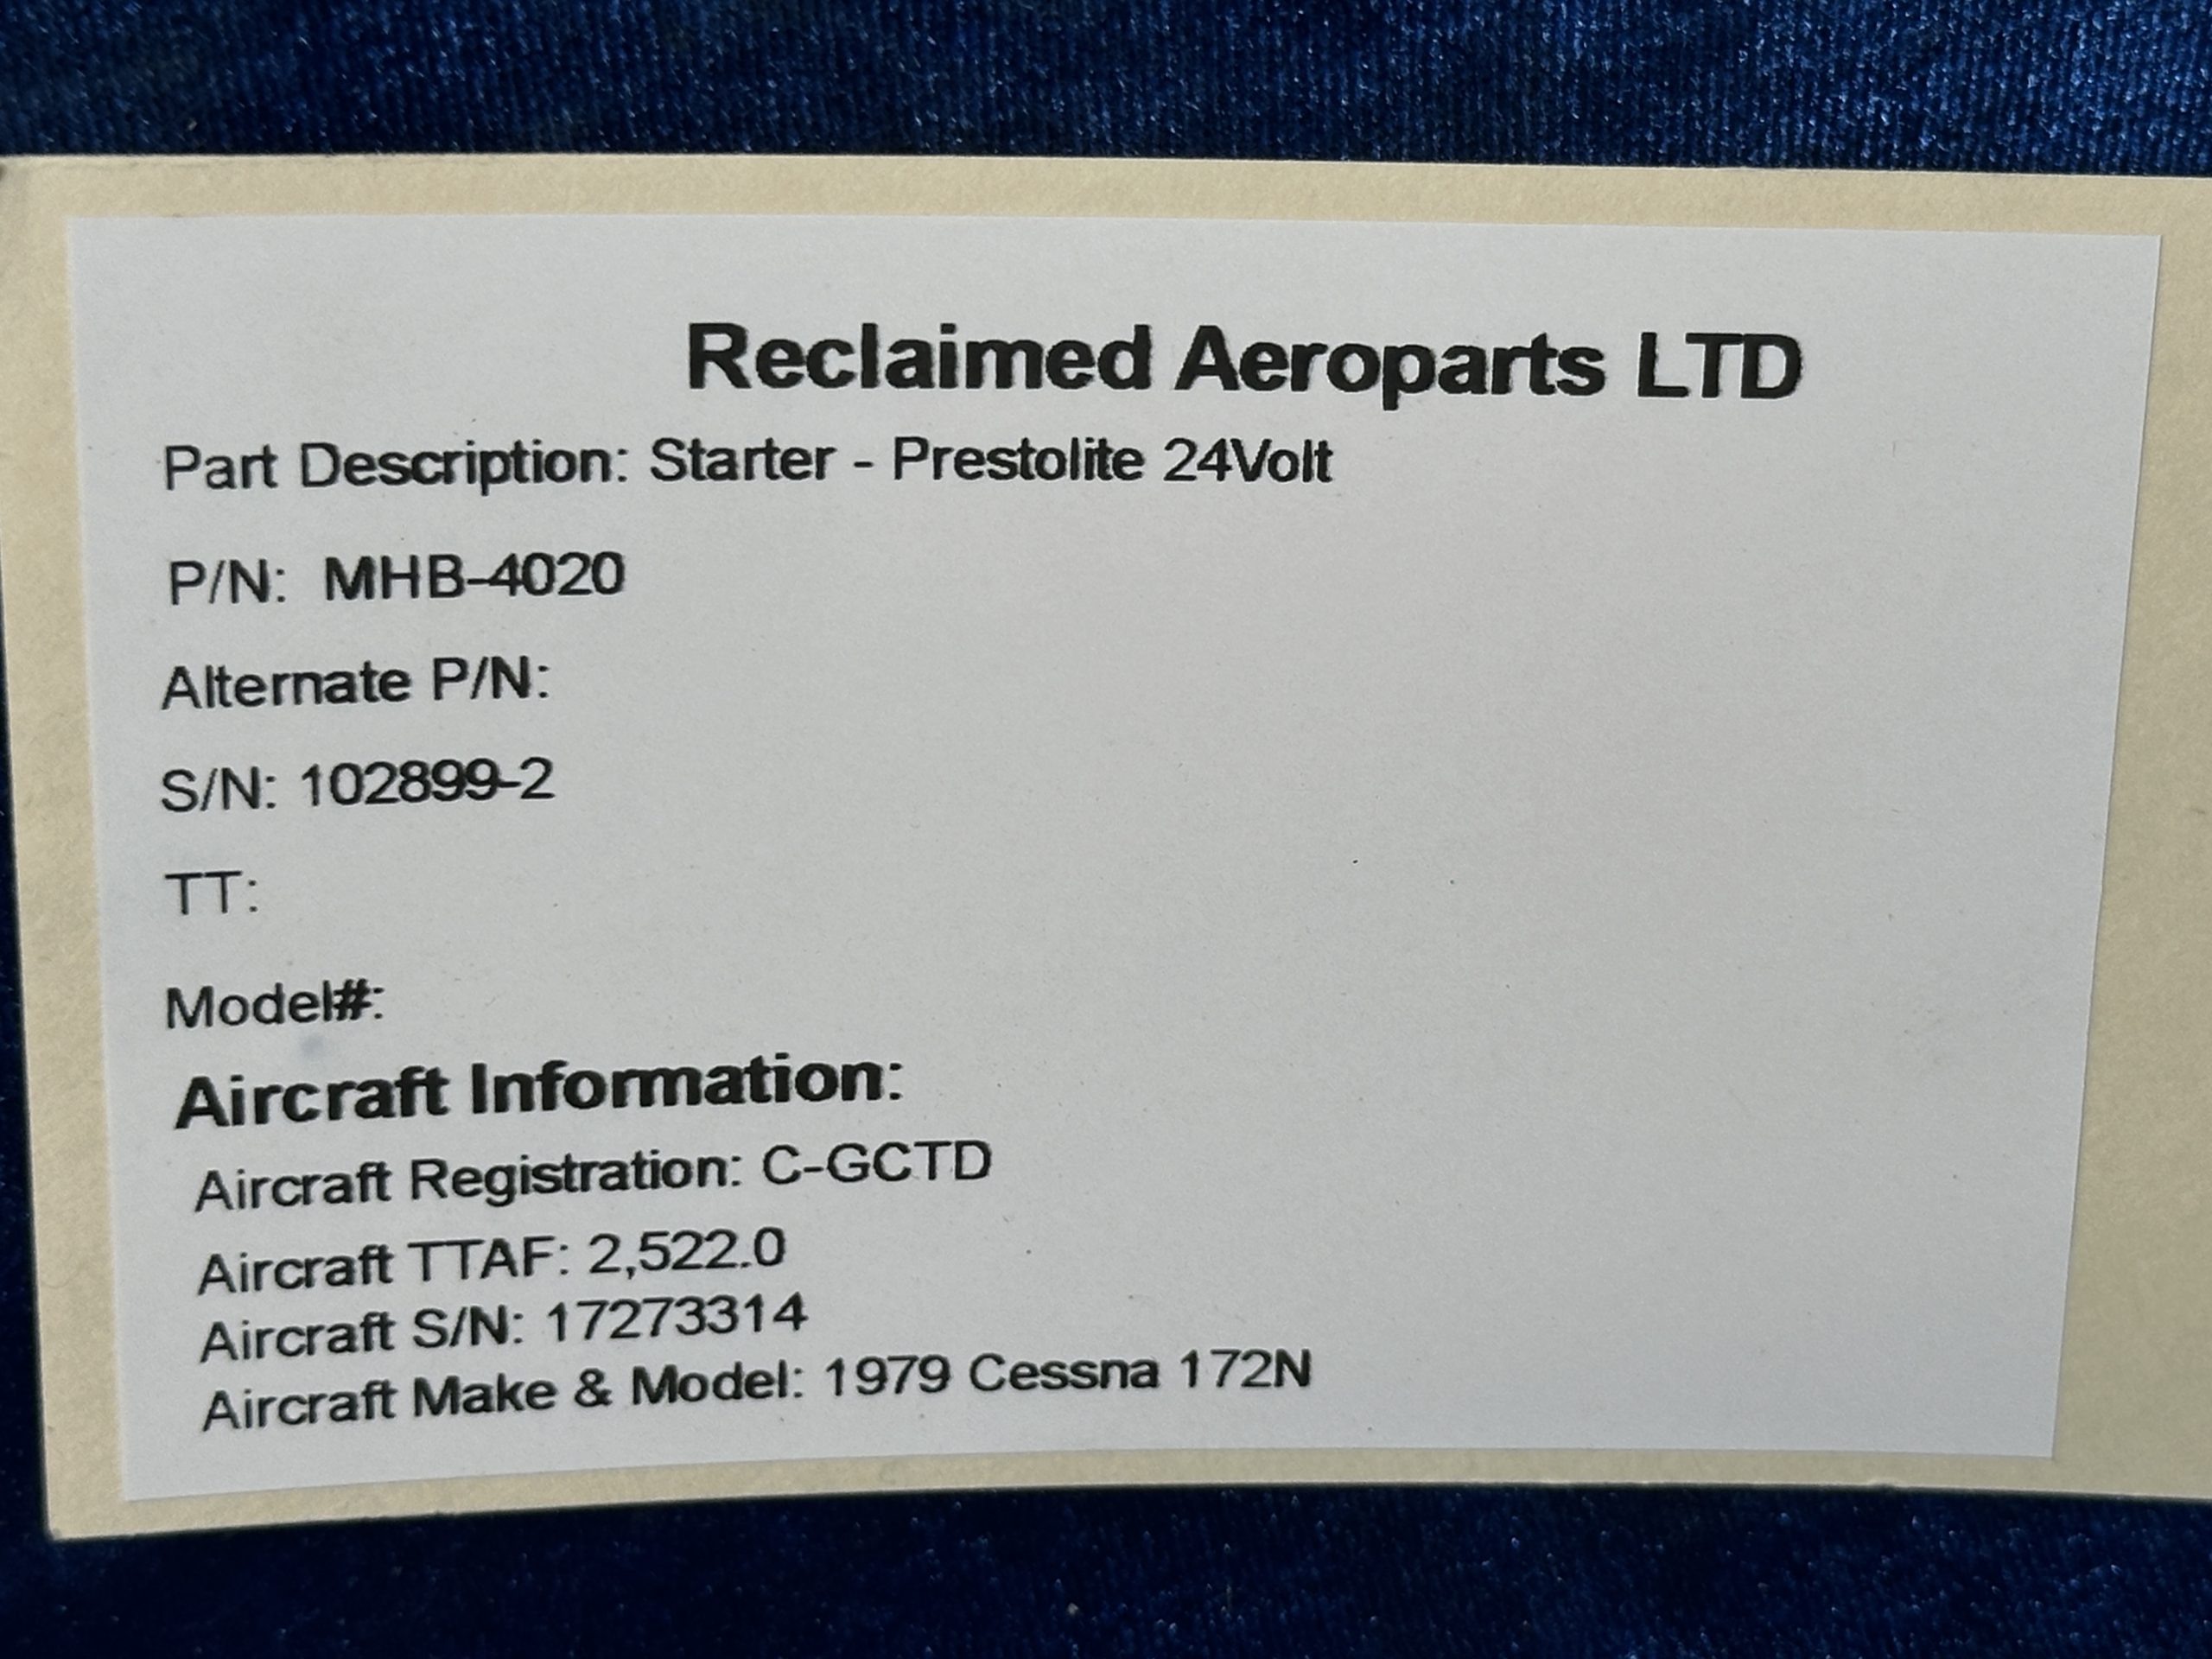 Reclaimed Aeroparts LTD
Part Description: Starter - Prestolite 24Volt
P/N: MHB-4020
Alternate P/N:
S/N: 102899-2
TT:
Model#:
Aircraft Information:
Aircraft Registration: C-GCTD
Aircraft TTAF: 2,522.0
Aircraft S/N: 17273314
Aircraft Make & Model: 1979 Cessna 172N